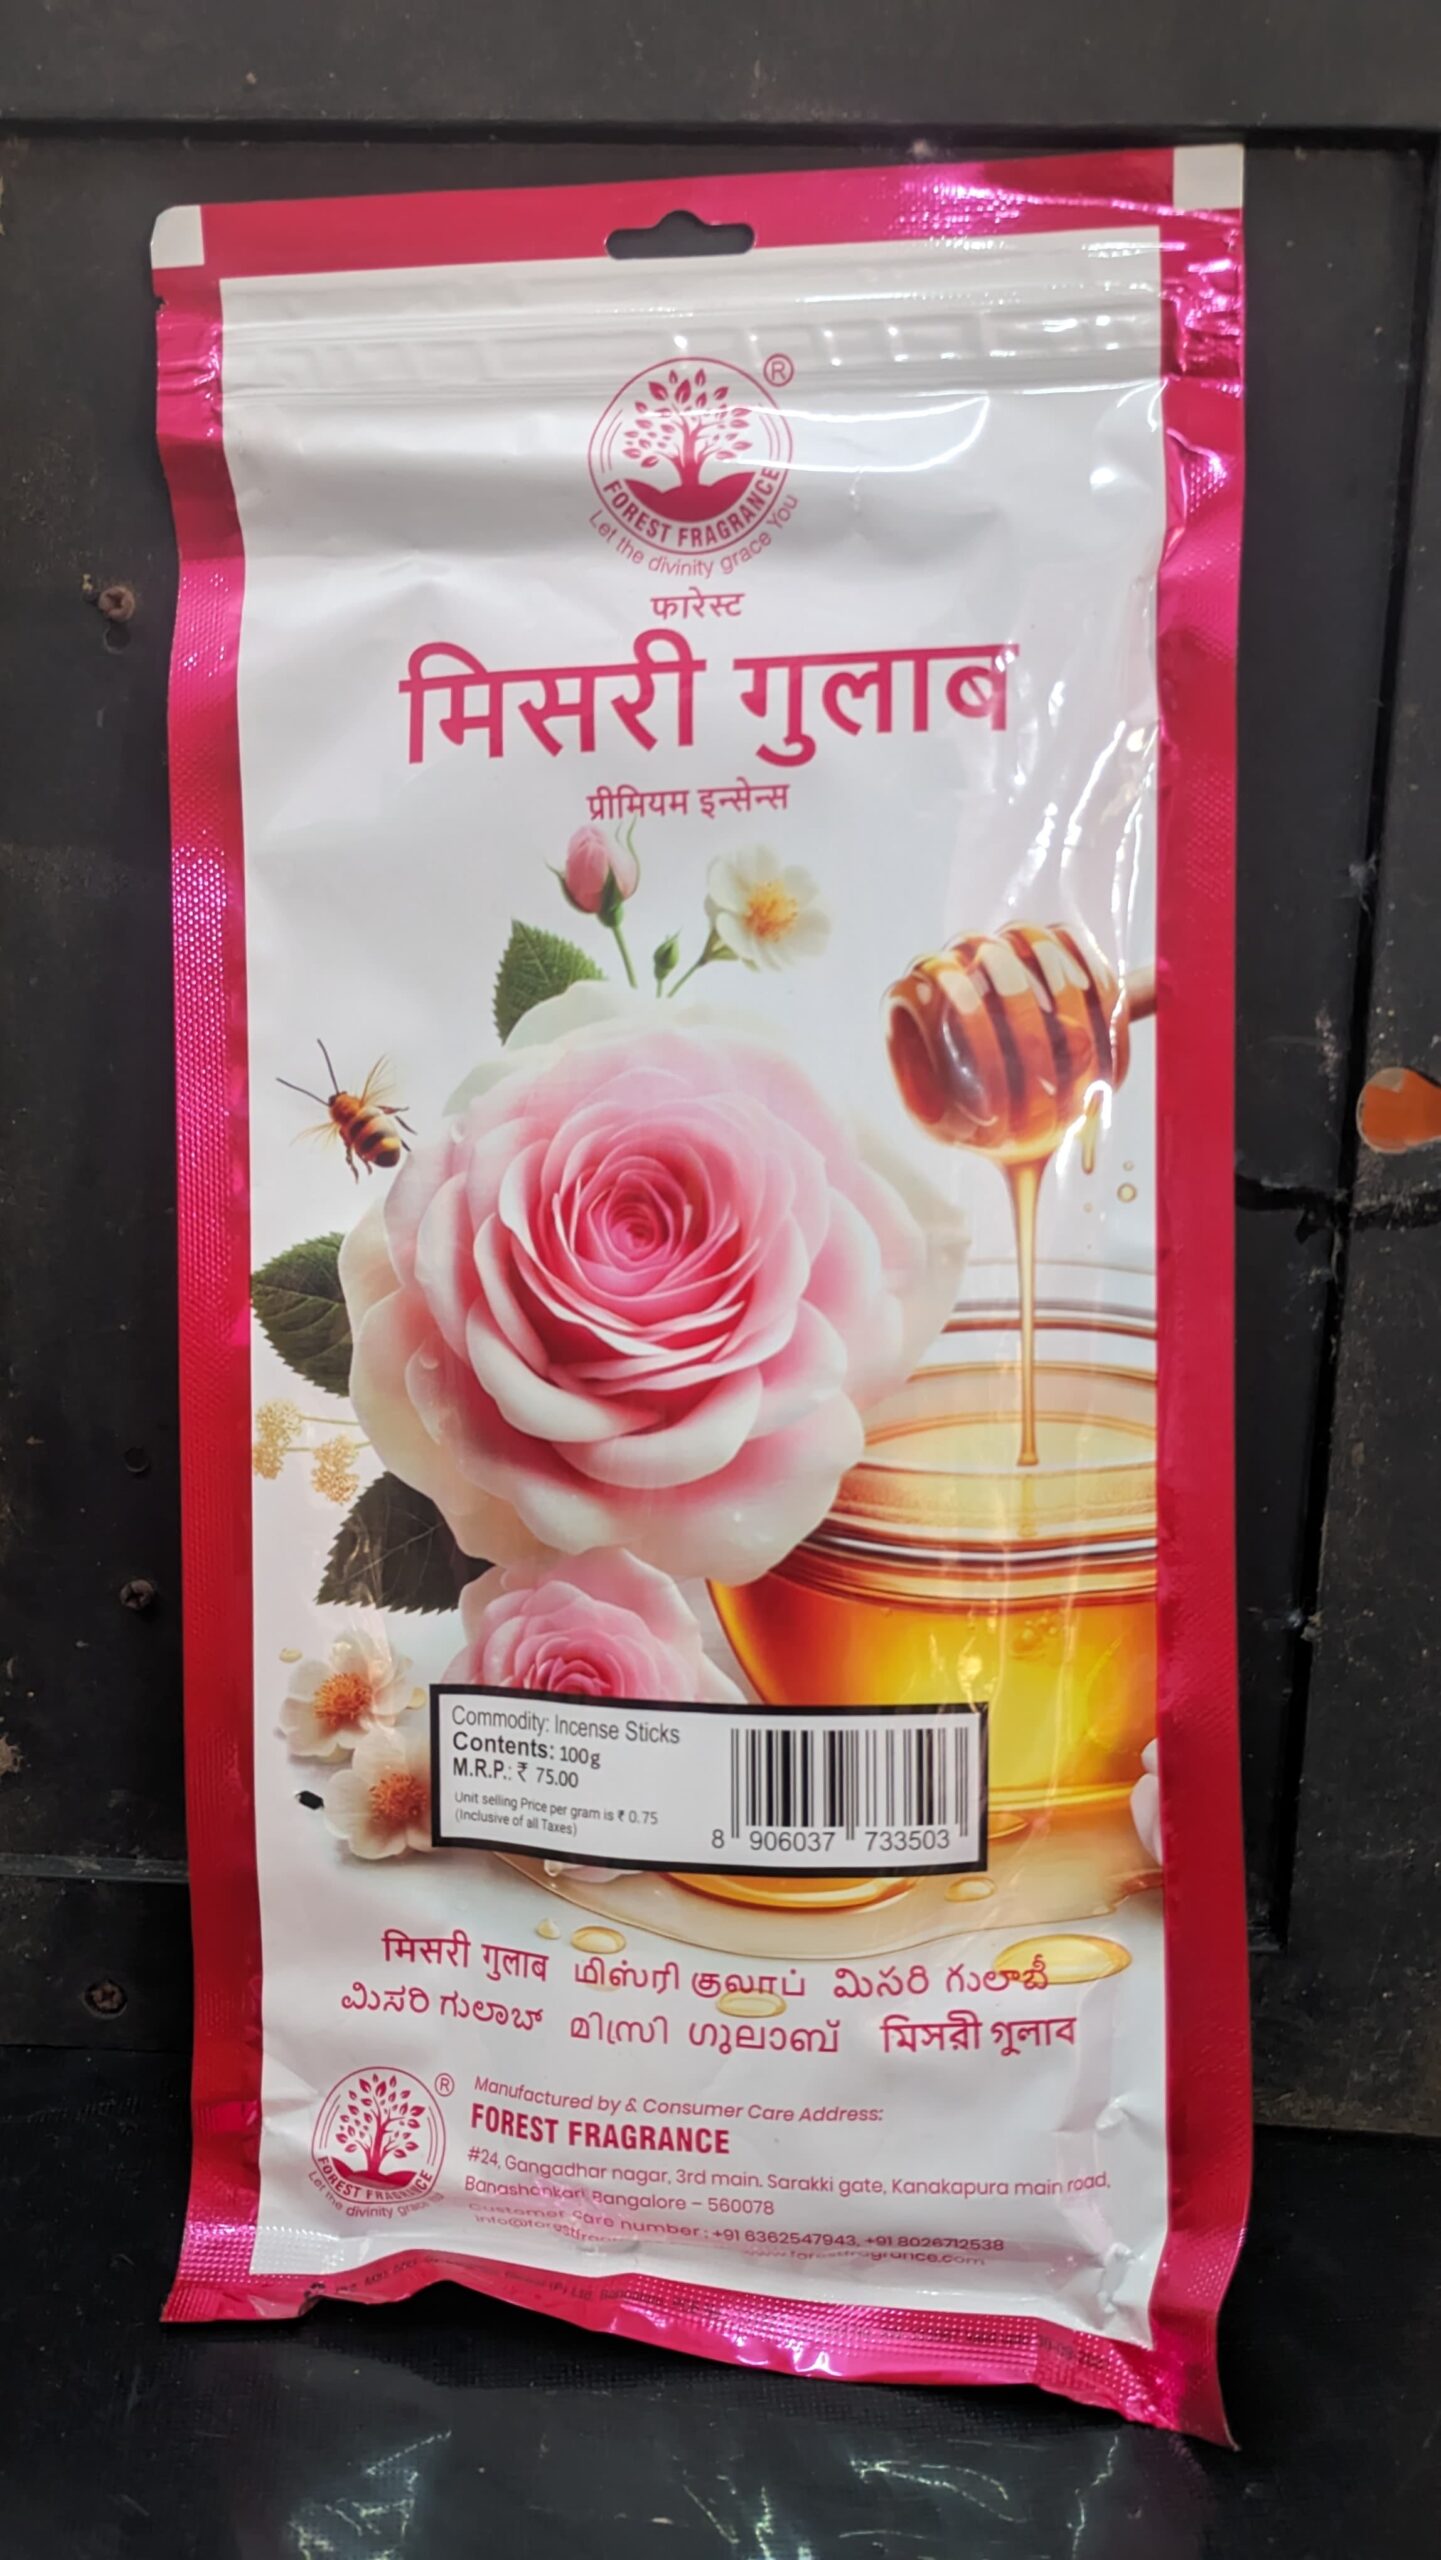 ®
FOREST FRAGRANCE
Let the divinity grace You
फारेस्ट
मिसरी गुलाब
प्रीमियम इन्सेन्स
Commodity: Incense Sticks
Contents: 100g
M.R.P.: ₹ 75.00
Unit selling Price per gram is ₹ 0.75
(Inclusive of all Taxes)
8 906037 733503
मिसरी गुलाब மிஸ்ரி குலாப் మిసరి గులాబీ
ಮಿಸರಿ ಗುಲಾಬ್ മിസ്രി ഗുലാബ് মিসরী গুলাব
®
FOREST FRAGRANCE
Let the divinity grace
Manufactured by & Consumer Care Address:
FOREST FRAGRANCE
#24, Gangadhar nagar, 3rd main. Sarakki gate, Kanakapura main road,
Banashankari Bangalore – 560078
Customer Care number : +91 6362547943, +91 8026712538
www.forestfragrance.com